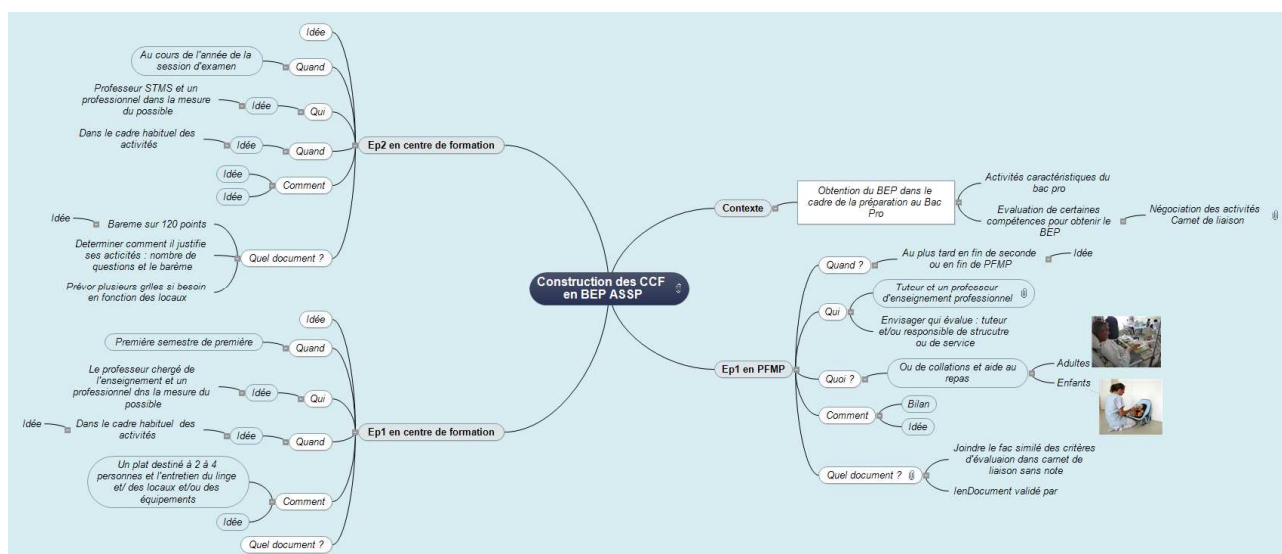 Construction des CCF
en BEP ASSP
Ep2 en centre de formation
Idée
Quand
Au cours de l'année de la
session d'examen
Qui
Idée
Professeur STMS et un
professionnel dans la mesure
du possible
Quand
Idée
Dans le cadre habituel des
activités
Comment
Idée
Idée
Quel document ?
Bareme sur 120 points
Idée
Determiner comment il justifie
ses acticités : nombre de
questions et le barème
Prévor plusieurs grlles si besoin
en fonction des locaux
Ep1 en centre de formation
Idée
Quand
Première semestre de première
Qui
Idée
Le professeur chergé de
l'enseignement et un
professionnel dns la mesure du
possible
Quand
Idée
Dans le cadre habituel des
activités
Idée
Comment
Un plat destiné à 2 à 4
personnes et l'entretien du linge
et/ des locaux et/ou des
équipements
Idée
Quel document ?
Contexte
Obtention du BEP dans le
cadre de la préparation au Bac
Pro
Activités caractéristiques du
bac pro
Evaluation de certaines
compétences pour obtenir le
BEP
Négociation des activités
Carnet de liaison
Ep1 en PFMP
Quand ?
Au plus tard en fin de seconde
ou en fin de PFMP
Idée
Qui
Tuteur et un professeur
d'enseignement professionnel
Envisager qui évalue : tuteur
et/ou responsible de strucutre
ou de service
Quoi ?
Ou de collations et aide au
repas
Adultes
Enfants
Comment
Bilan
Idée
Quel document ?
Joindre le fac similé des critères
d'évaluaion dans carnet de
liaison sans note
IenDocument validé par